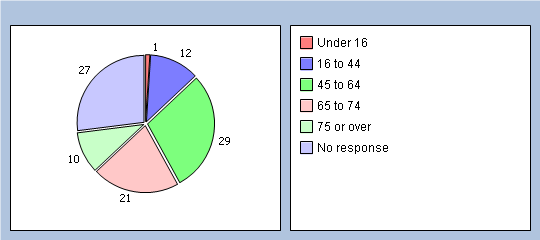 1
12
27
29
10
21
Under 16
16 to 44
45 to 64
65 to 74
75 or over
No response